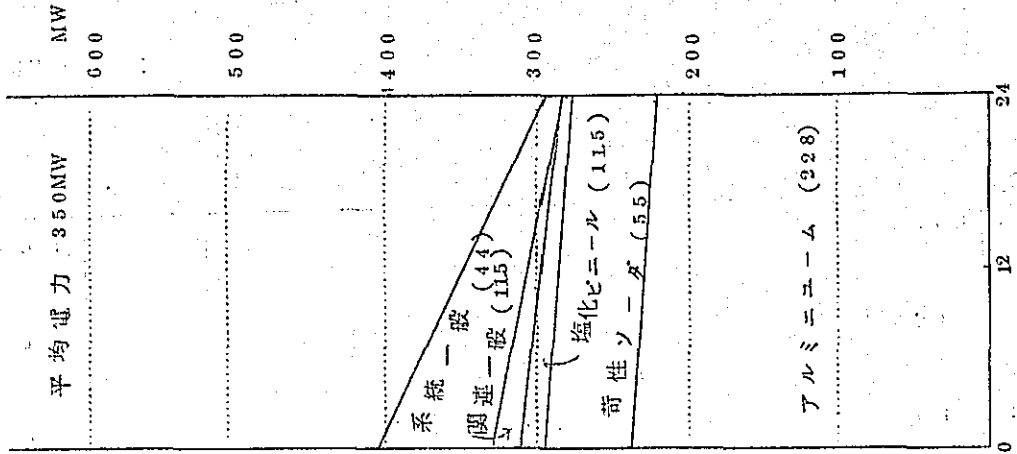 平均電力 350MW
MW
600
500
400
300
200
100
系統一般 (44)
関連一般 (11.5)
塩化ビニール (11.5)
苛性ソーダ (55)
アルミニューム (228)
0
12
24